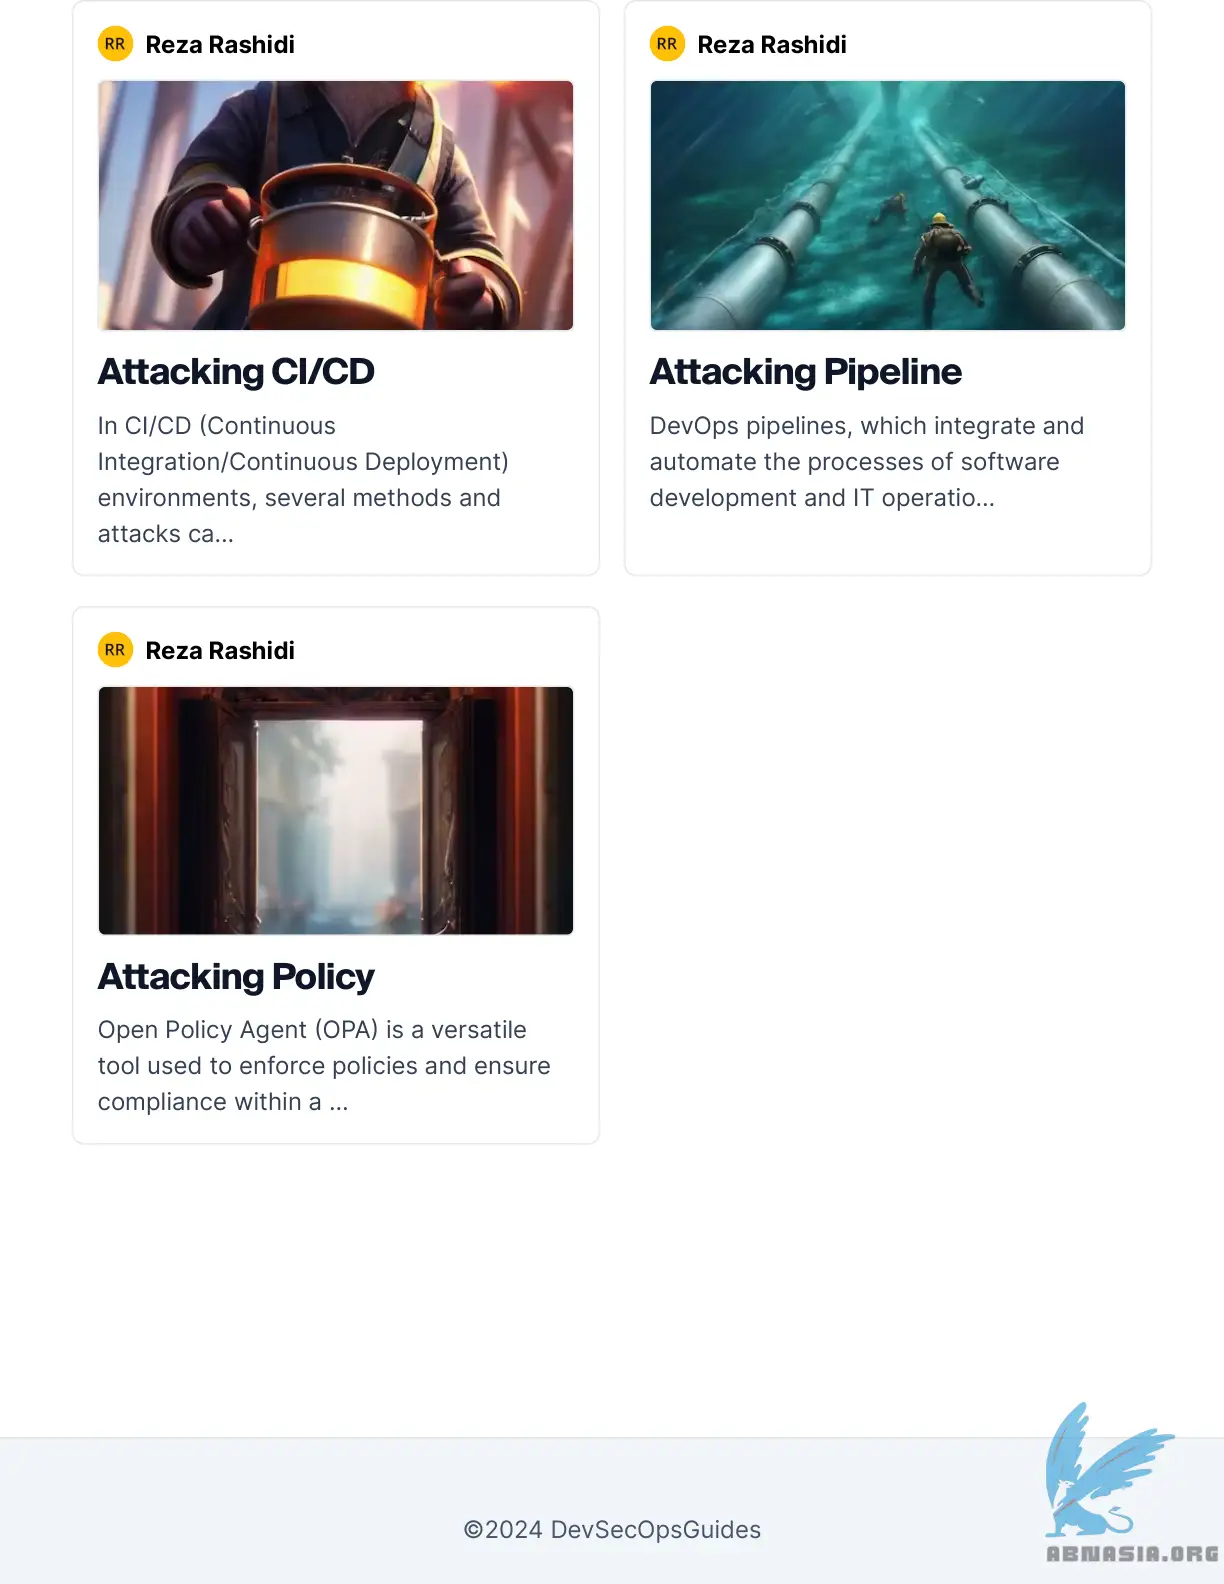 RR Reza Rashidi
Attacking CI/CD
In CI/CD (Continuous
Integration/Continuous Deployment)
environments, several methods and
attacks ca...
RR Reza Rashidi
Attacking Pipeline
DevOps pipelines, which integrate and
automate the processes of software
development and IT operatio...
RR Reza Rashidi
Attacking Policy
Open Policy Agent (OPA) is a versatile
tool used to enforce policies and ensure
compliance within a ...
©2024 DevSecOpsGuides
ABNASIA.ORG